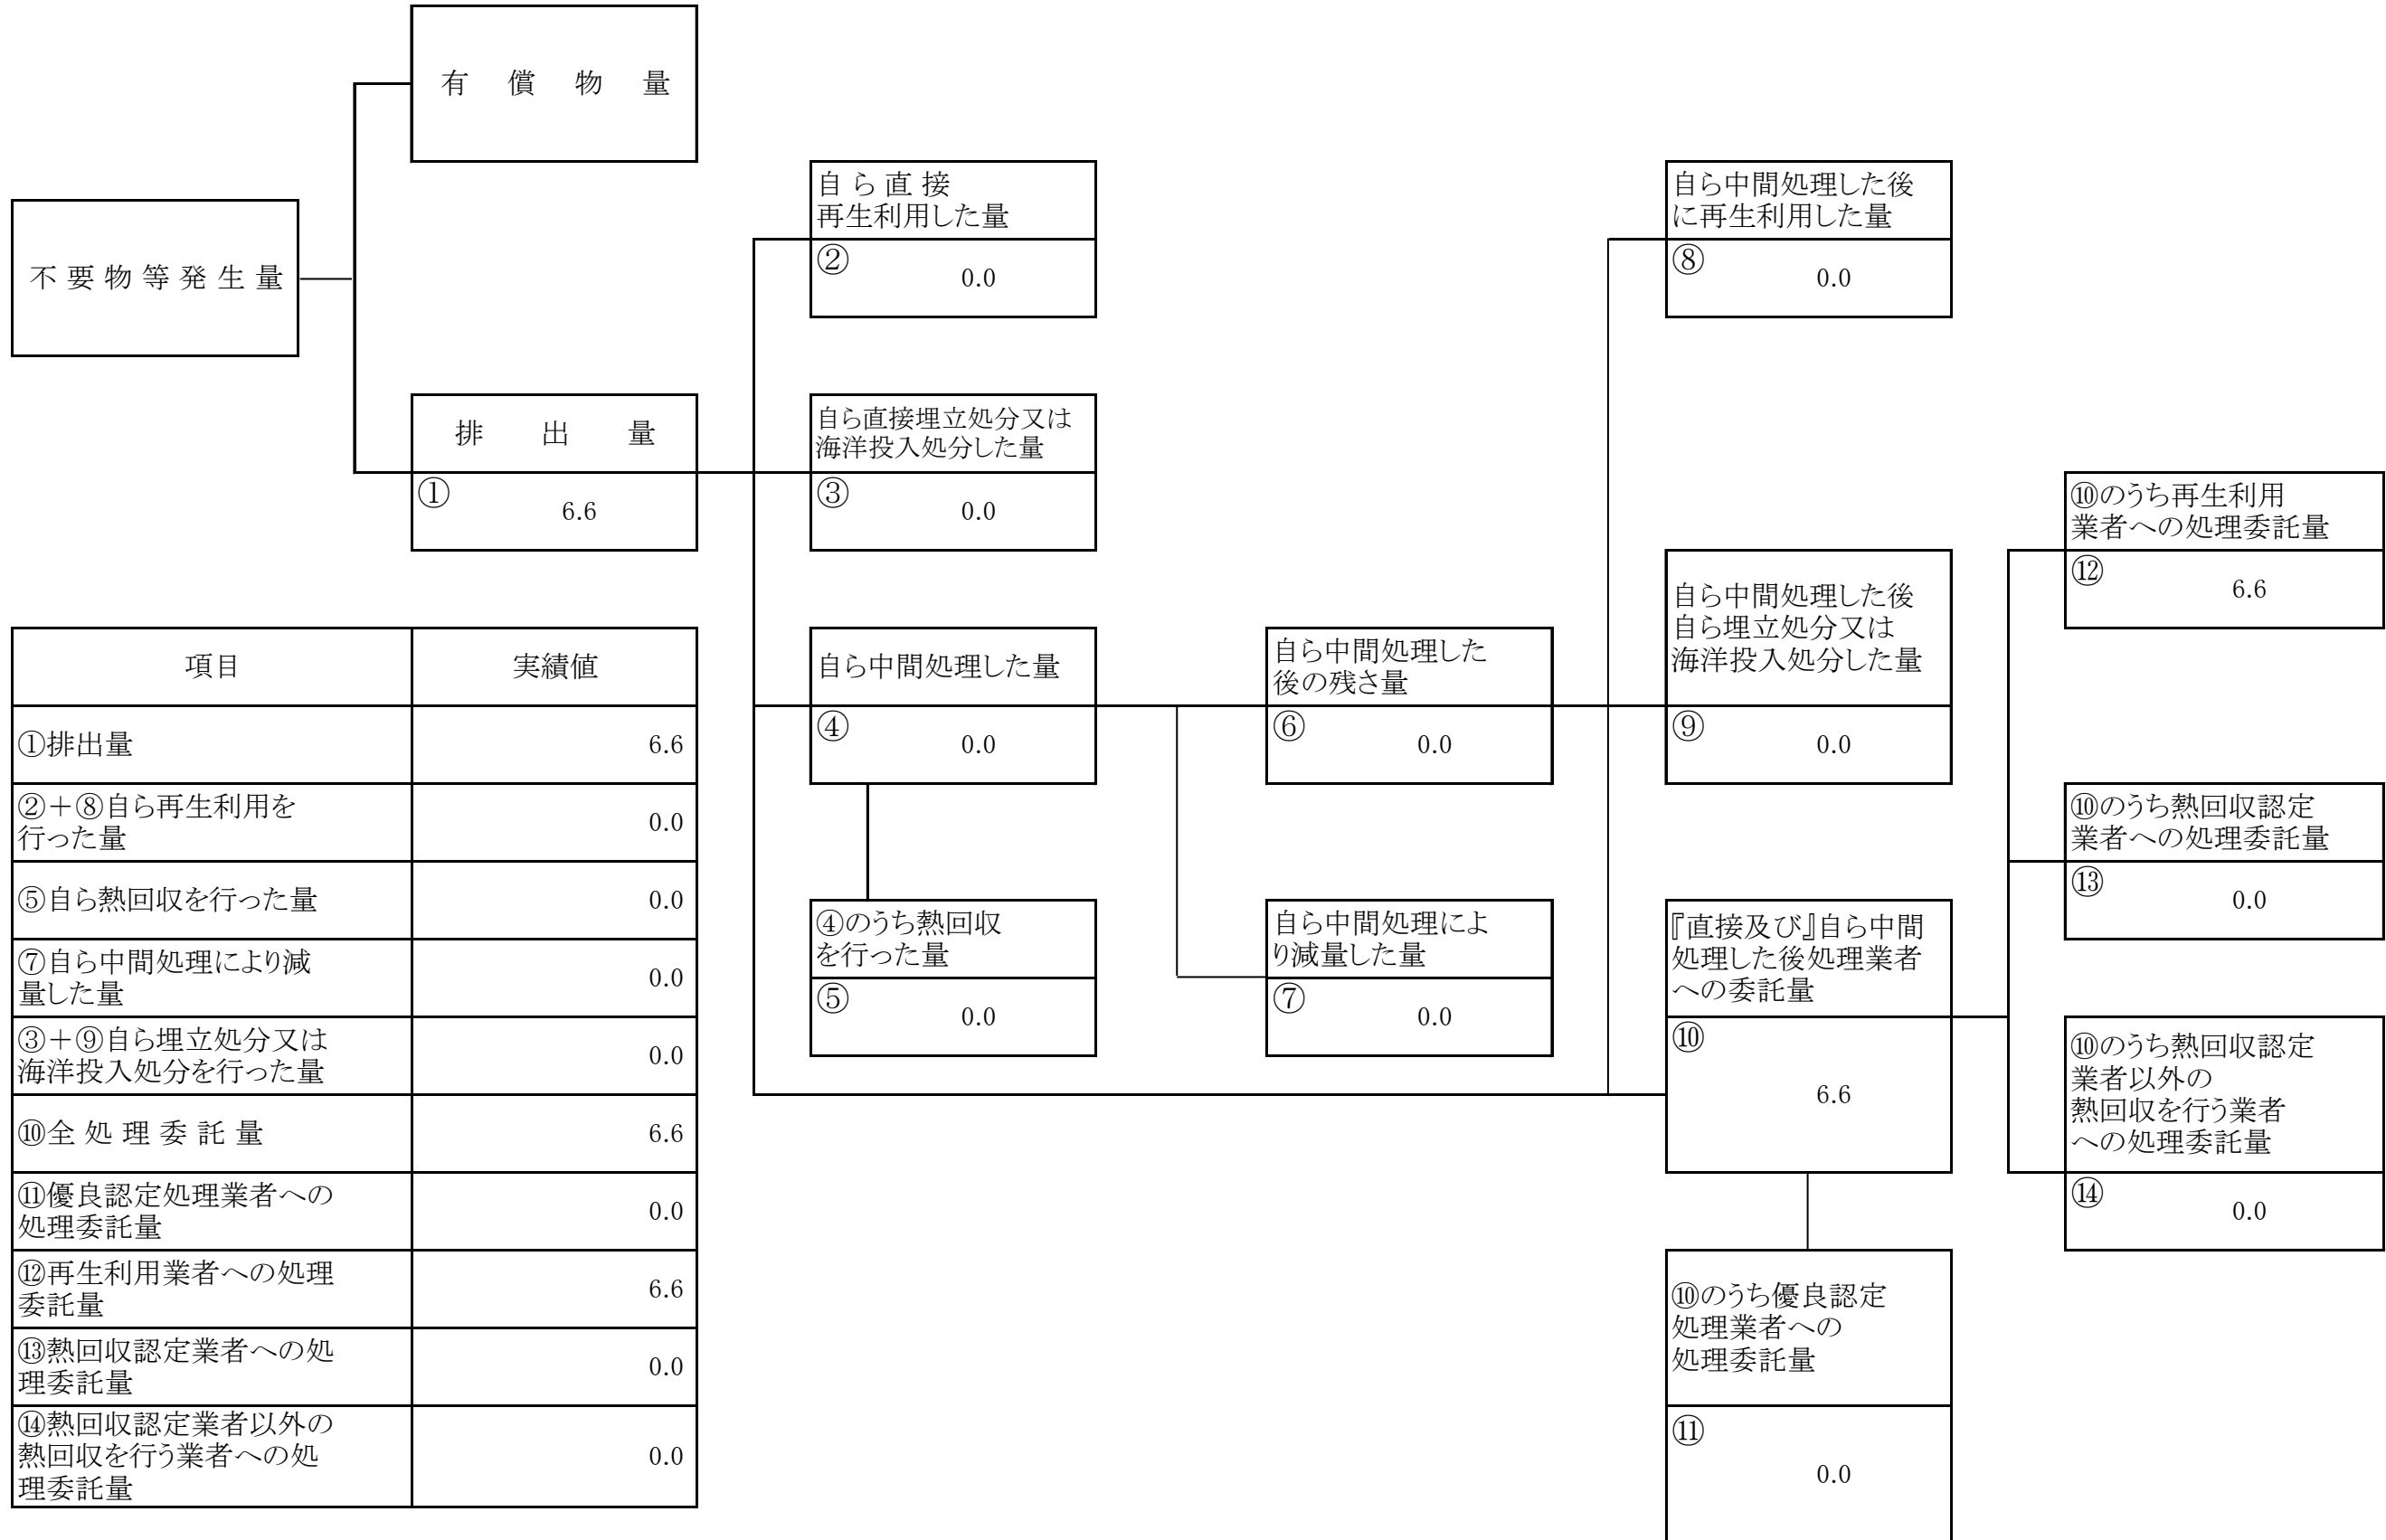 有償物量
不要物等発生量
自ら直接
再生利用した量
②
0.0
自ら中間処理した後
に再生利用した量
⑧
0.0
排出量
①
6.6
自ら直接埋立処分又は
海洋投入処分した量
③
0.0
⑩のうち再生利用
業者への処理委託量
⑫
6.6
自ら中間処理した量
④
0.0
自ら中間処理した
後の残さ量
⑥
0.0
自ら中間処理した後
自ら埋立処分又は
海洋投入処分した量
⑨
0.0
⑩のうち熱回収認定
業者への処理委託量
⑬
0.0
④のうち熱回収
を行った量
⑤
0.0
自ら中間処理によ
り減量した量
⑦
0.0
『直接及び』自ら中間
処理した後処理業者
への委託量
⑩
6.6
⑩のうち熱回収認定
業者以外の
熱回収を行う業者
への処理委託量
⑭
0.0
⑩のうち優良認定
処理業者への
処理委託量
⑪
0.0
項目 実績値
①排出量 6.6
②＋⑧自ら再生利用を
行った量 0.0
⑤自ら熱回収を行った量 0.0
⑦自ら中間処理により減
量した量 0.0
③＋⑨自ら埋立処分又は
海洋投入処分を行った量 0.0
⑩全処理委託量 6.6
⑪優良認定処理業者への
処理委託量 0.0
⑫再生利用業者への処理
委託量 6.6
⑬熱回収認定業者への処
理委託量 0.0
⑭熱回収認定業者以外の
熱回収を行う業者への処
理委託量 0.0